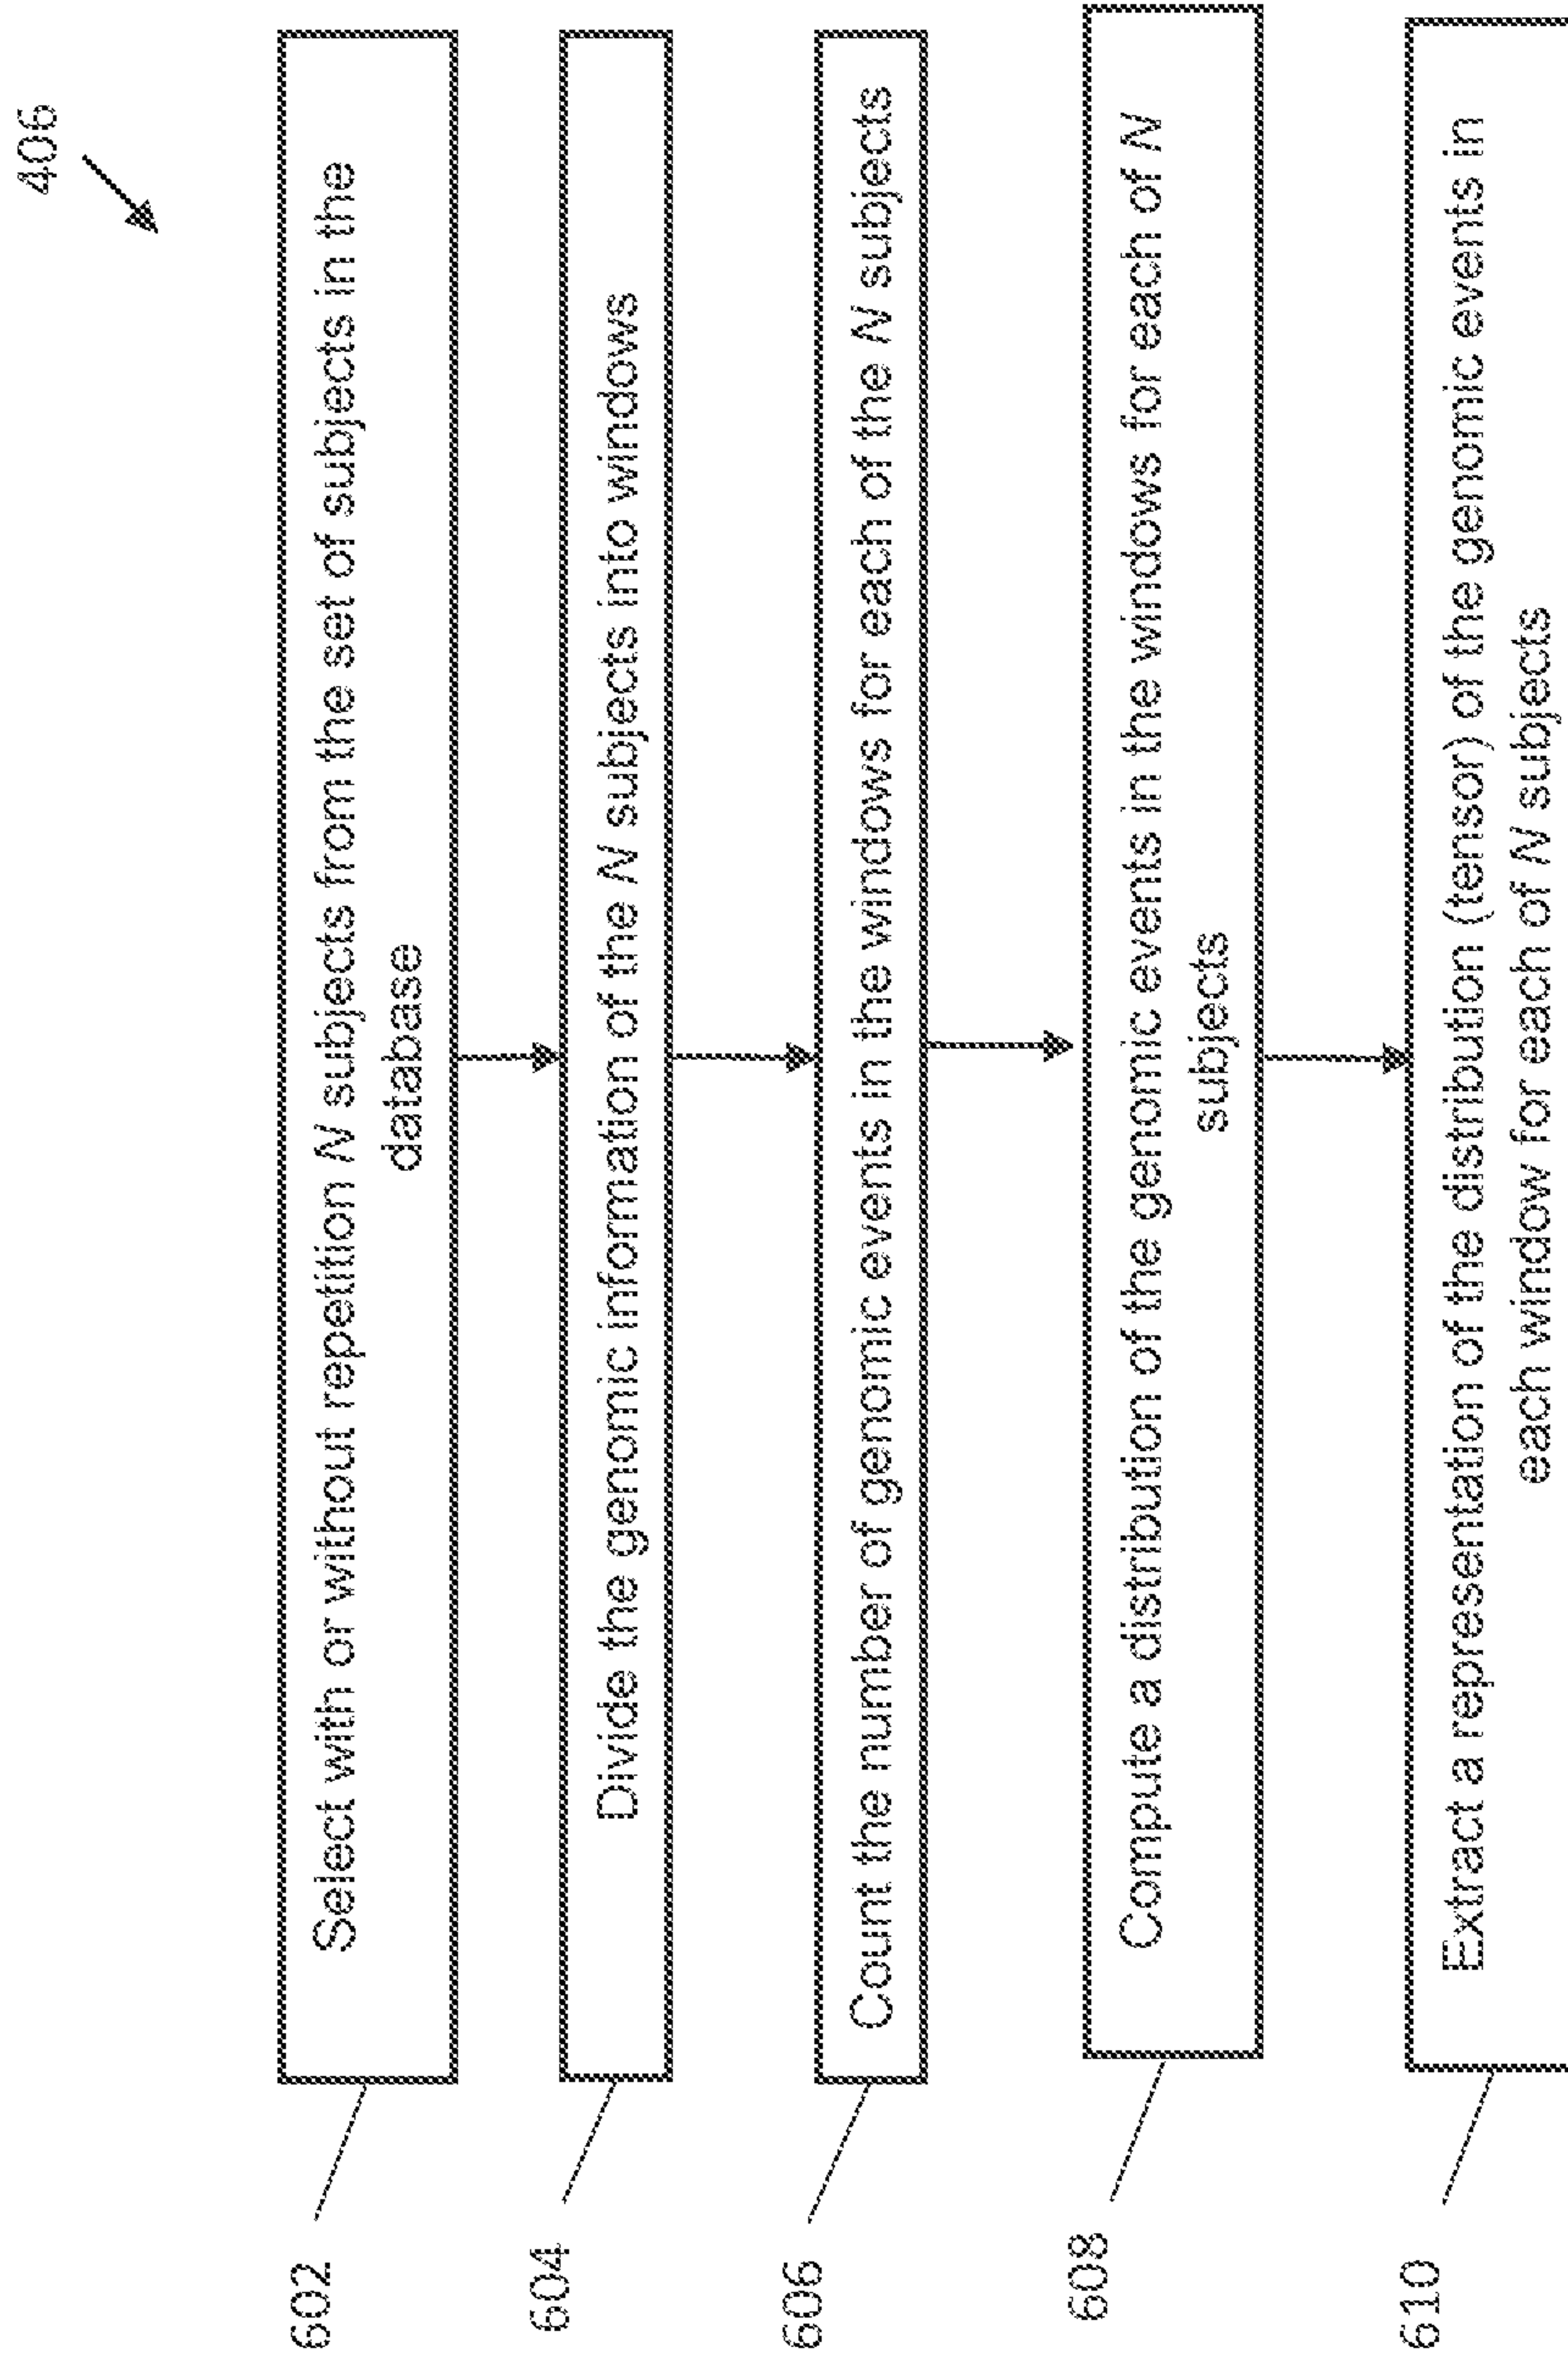 406
602
Select with or without repetition N subjects from the set of subjects in the
database
604
Divide the genomic information of the N subjects into windows
606
Count the number of genomic events in the windows for each of the N subjects
608
Compute a distribution of the genomic events in the windows for each of N
subjects
610
Extract a representation of the distribution (tensor) of the genomic events in
each window for each of N subjects